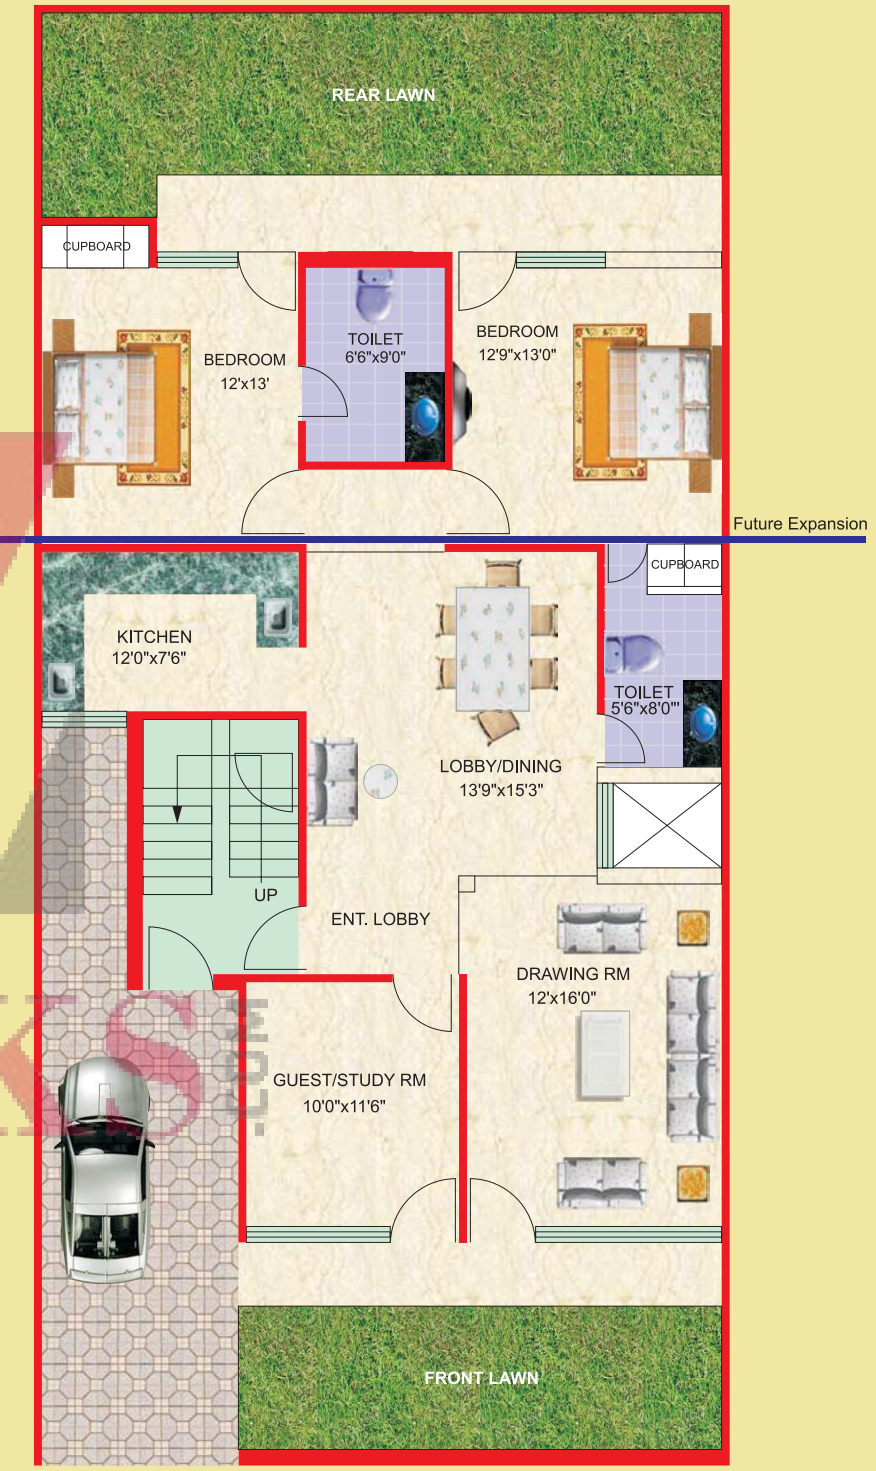 REAR LAWN
CUPBOARD
BEDROOM
12'x13'
TOILET
6'6"x9'0"
BEDROOM
12'9"x13'0"
Future Expansion
CUPBOARD
KITCHEN
12'0"x7'6"
TOILET
5'6"x8'0'"
LOBBY/DINING
13'9"x15'3"
UP
ENT. LOBBY
DRAWING RM
12'x16'0"
KS
.COM
GUEST/STUDY RM
10'0"x11'6"
FRONT LAWN